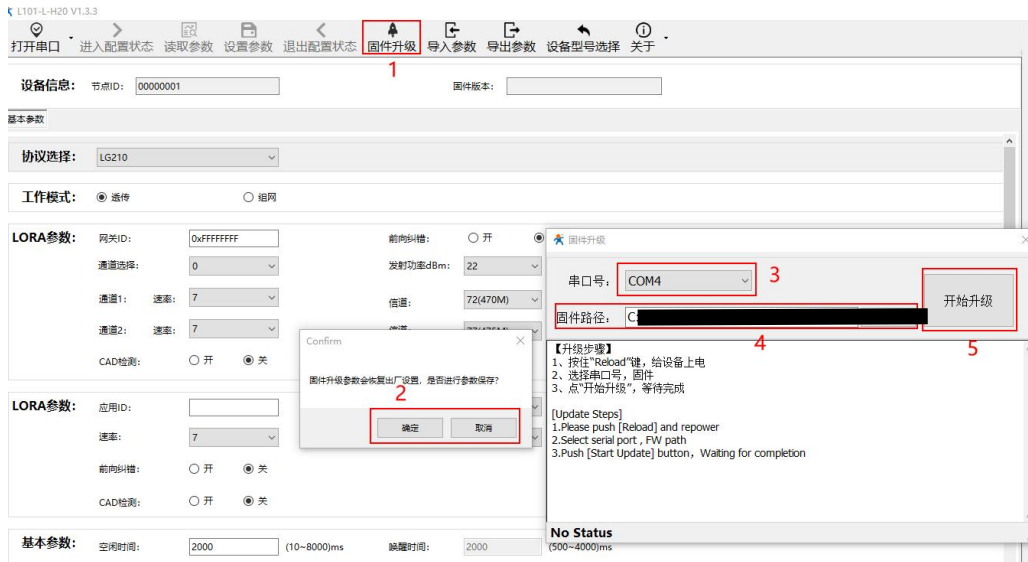 L101-L-H20 V1.3.3
打开串口 进入配置状态 读取参数 设置参数 退出配置状态 固件升级 导入参数 导出参数 设备型号选择 关于
1
设备信息： 节点ID： 00000001 固件版本：
基本参数
协议选择： LG210
工作模式： 透传 组网
LORA参数： 网关ID： 0xFFFFFFFF 前向纠错： 开
通道选择： 0 发射功率dBm： 22
通道1： 速率： 7 信道： 72(470M)
通道2： 速率： 7
CAD检测： 开 关
LORA参数： 应用ID：
速率： 7
前向纠错： 开 关
CAD检测： 开 关
基本参数： 空闲时间： 2000 (10~8000)ms 唤醒时间： 2000 (500~4000)ms
Confirm
固件升级参数会恢复出厂设置，是否进行参数保存？
2
确定 取消
固件升级
串口号： COM4 3
固件路径： C:
开始升级
4
5
【升级步骤】
1、按住“Reload”键，给设备上电
2、选择串口号，固件
3、点“开始升级”，等待完成
[Update Steps]
1.Please push [Reload] and repower
2.Select serial port , FW path
3.Push [Start Update] button，Waiting for completion
No Status